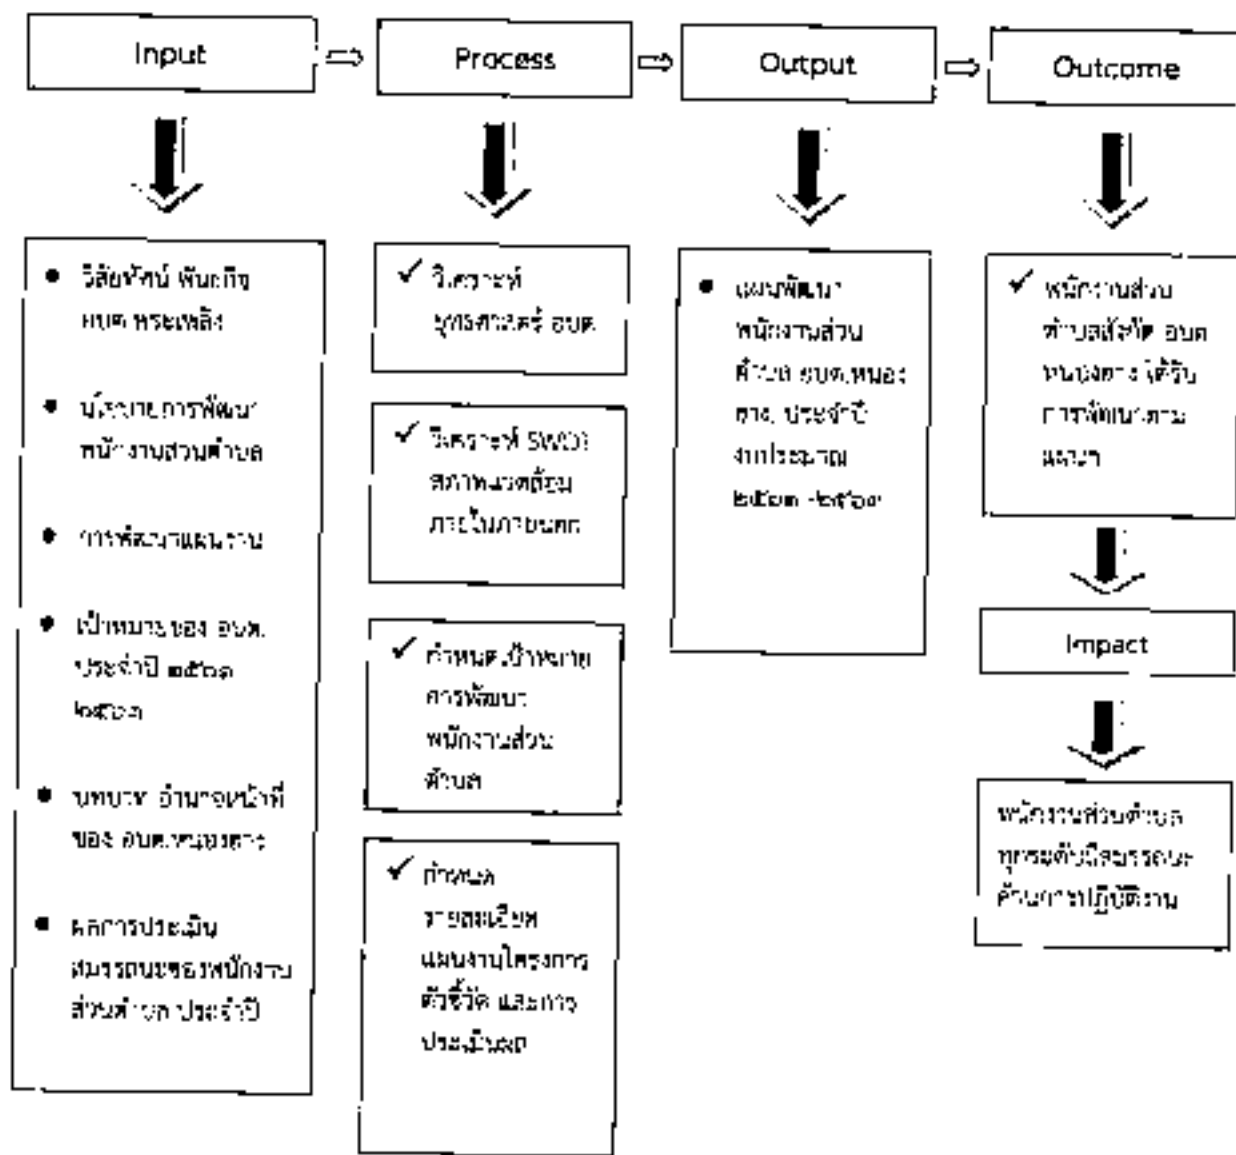 Input
Process
Output
Outcome
วิสัยทัศน์ พันธกิจ
อบต พระเพลิง
นโยบายการพัฒนา
พนักงานส่วนตำบล
การพัฒนาแผนงาน
เป้าหมายของ อบต.
ประจำปี
บทบาท อำนาจหน้าที่
ของ อบต.หนองยาง
ผลการประเมิน
สมรรถนะของพนักงาน
ส่วนตำบล ประจำปี
วิเคราะห์
ยุทธศาสตร์ อบต
วิเคราะห์ SWOT
สภาพแวดล้อม
ภายในภายนอก
กำหนดเป้าหมาย
การพัฒนา
พนักงานส่วน
ตำบล
กำหนด
รายละเอียด
แผนงานโครงการ
ตัวชี้วัด และการ
ประเมินผล
แผนพัฒนา
พนักงานส่วน
ตำบล อบต.หนอง
ยาง ประจำปี
งบประมาณ
พนักงานส่วน
ตำบลสังกัด อบต
หนองยาง ได้รับ
การพัฒนาตาม
แผนฯ
Impact
พนักงานส่วนตำบล
ทุกระดับมีสมรรถนะ
ด้านการปฏิบัติงาน